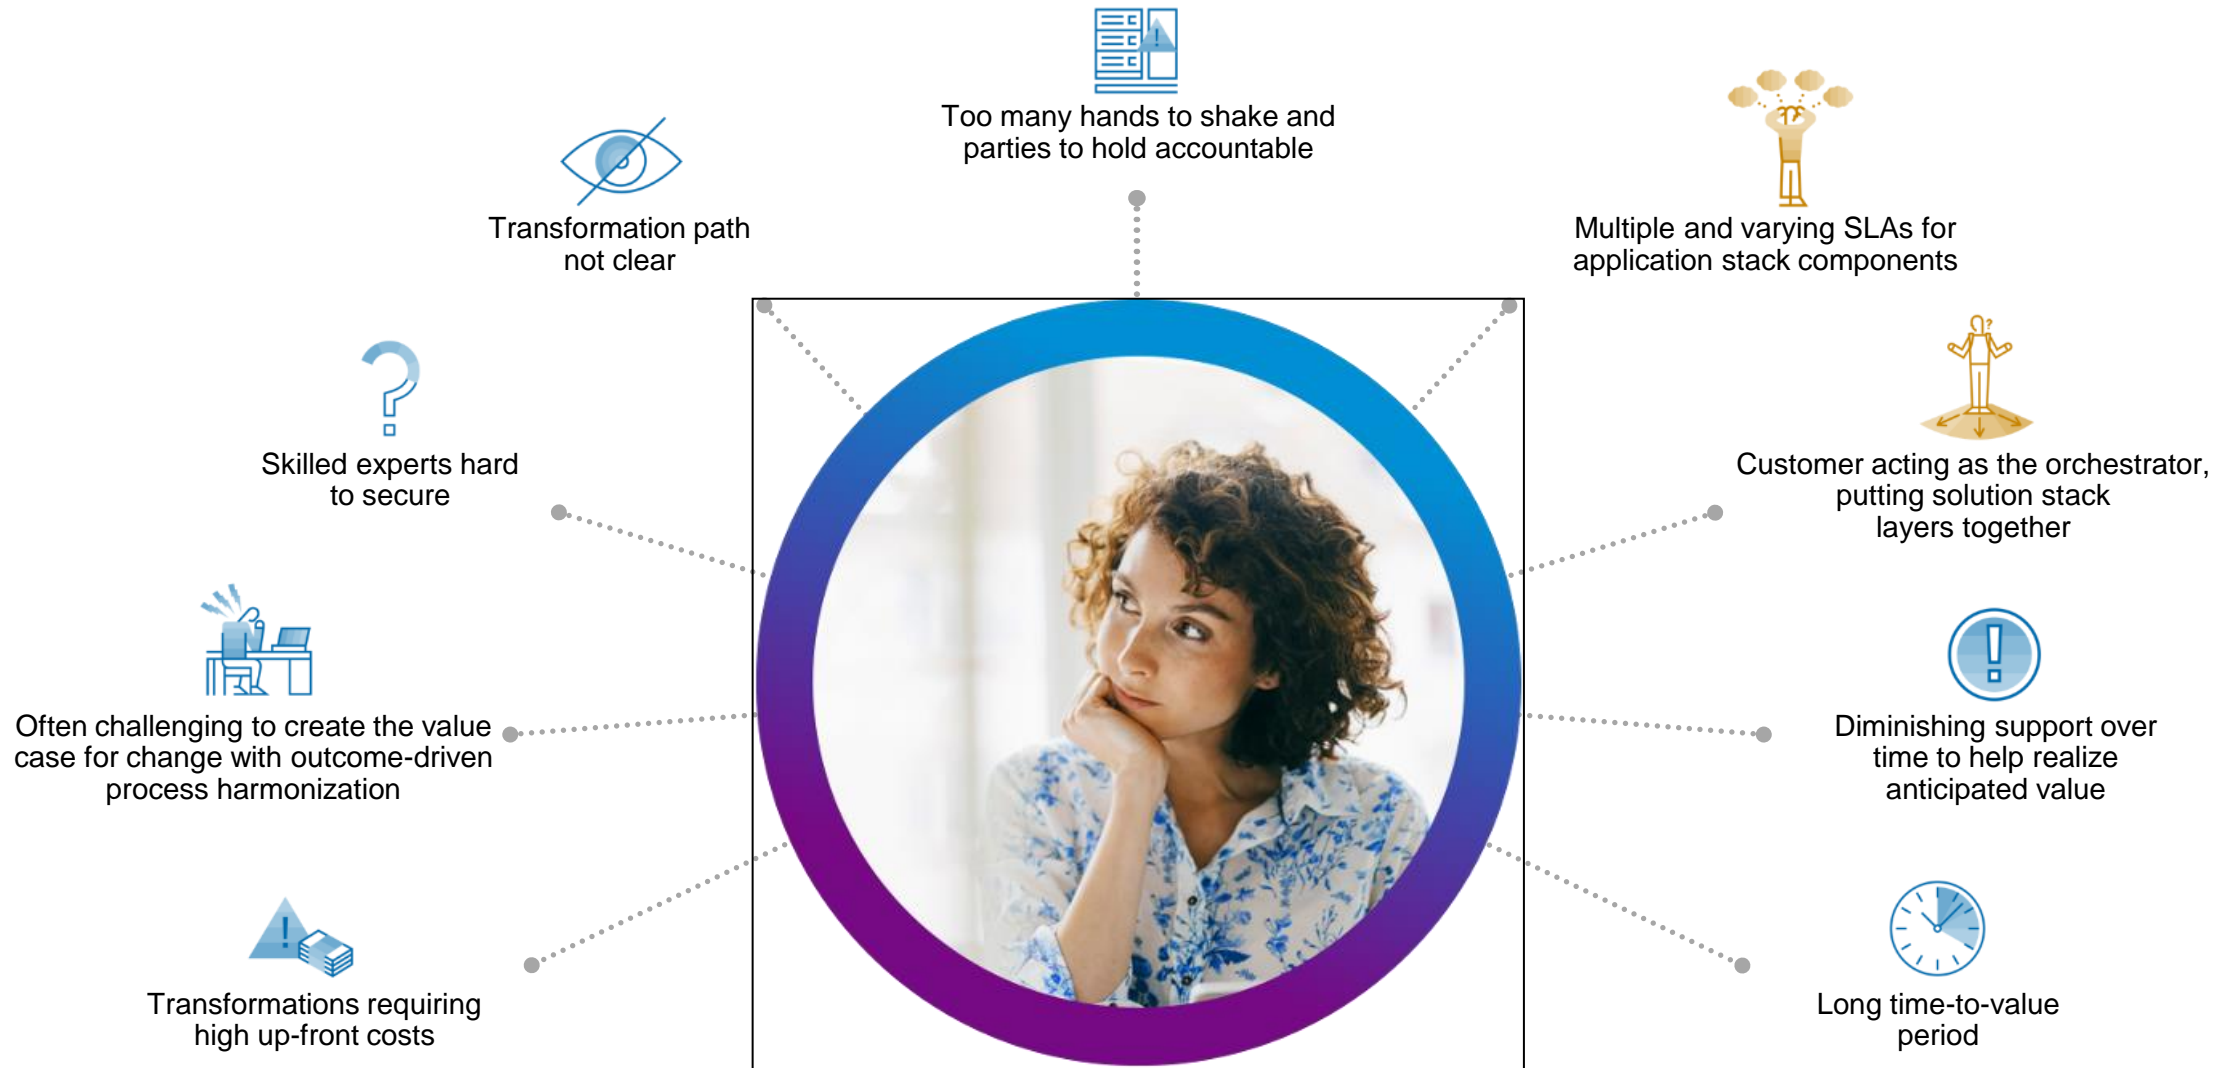 Too many hands to shake and
parties to hold accountable
Transformation path
not clear
Multiple and varying SLAs for
application stack components
Skilled experts hard
to secure
Customer acting as the orchestrator,
putting solution stack
layers together
Often challenging to create the value
case for change with outcome-driven
process harmonization
Diminishing support over
time to help realize
anticipated value
Transformations requiring
high up-front costs
Long time-to-value
period